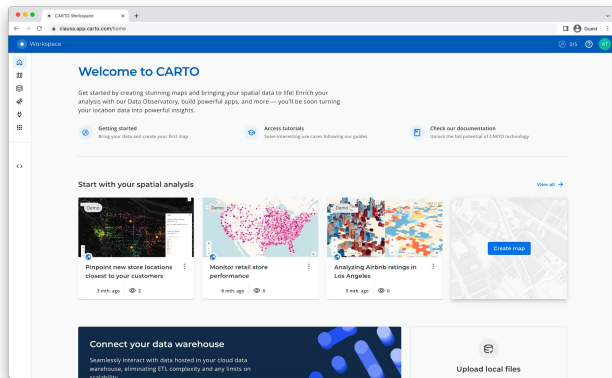 CARTO Workspace
clausa.app.carto.com/home
Guest
Workspace
0/5
AT
Welcome to CARTO
Get started by creating stunning maps and bringing your spatial data to life! Enrich your
analysis with our Data Observatory, build powerful apps, and more — you'll be soon turning
your location data into powerful insights.
Getting started
Bring your data and create your first map
Access tutorials
Solve interesting use cases following our guides
Check our documentation
Unlock the full potential of CARTO technology
Start with your spatial analysis
View all
Demo
Pinpoint new store locations
closest to your customers
3 mth. ago
2
Demo
Monitor retail store
performance
8 mth. ago
8
Demo
Analyzing Airbnb ratings in
Los Angeles
5 mth. ago
0
Create map
Connect your data warehouse
Seamlessly interact with data hosted in your cloud data
warehouse, eliminating ETL complexity and any limits on
scalability
Upload local files